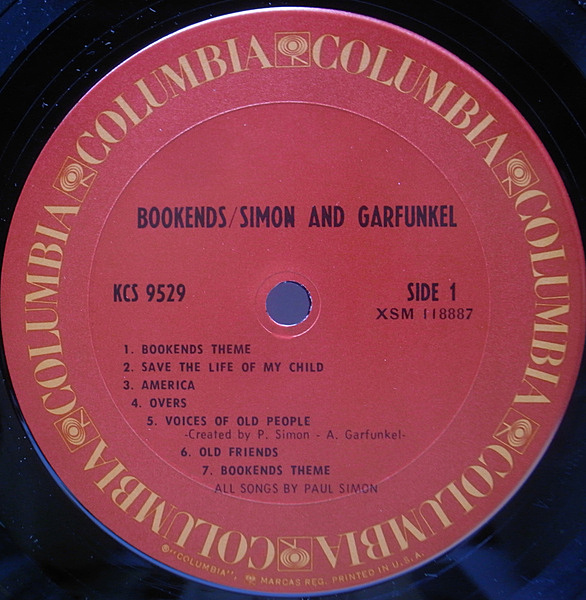 COLUMBIA COLUMBIA COLUMBIA COLUMBIA COLUMBIA COLUMBIA COLUMBIA COLUMBIA
BOOKENDS/SIMON AND GARFUNKEL
KCS 9529
SIDE 1
XSM 118887
1. BOOKENDS THEME
2. SAVE THE LIFE OF MY CHILD
3. AMERICA
4. OVERS
5. VOICES OF OLD PEOPLE
-Created by P. Simon - A. Garfunkel-
6. OLD FRIENDS
7. BOOKENDS THEME
ALL SONGS BY PAUL SIMON
®"COLUMBIA", MARCAS REG. PRINTED IN U.S.A.